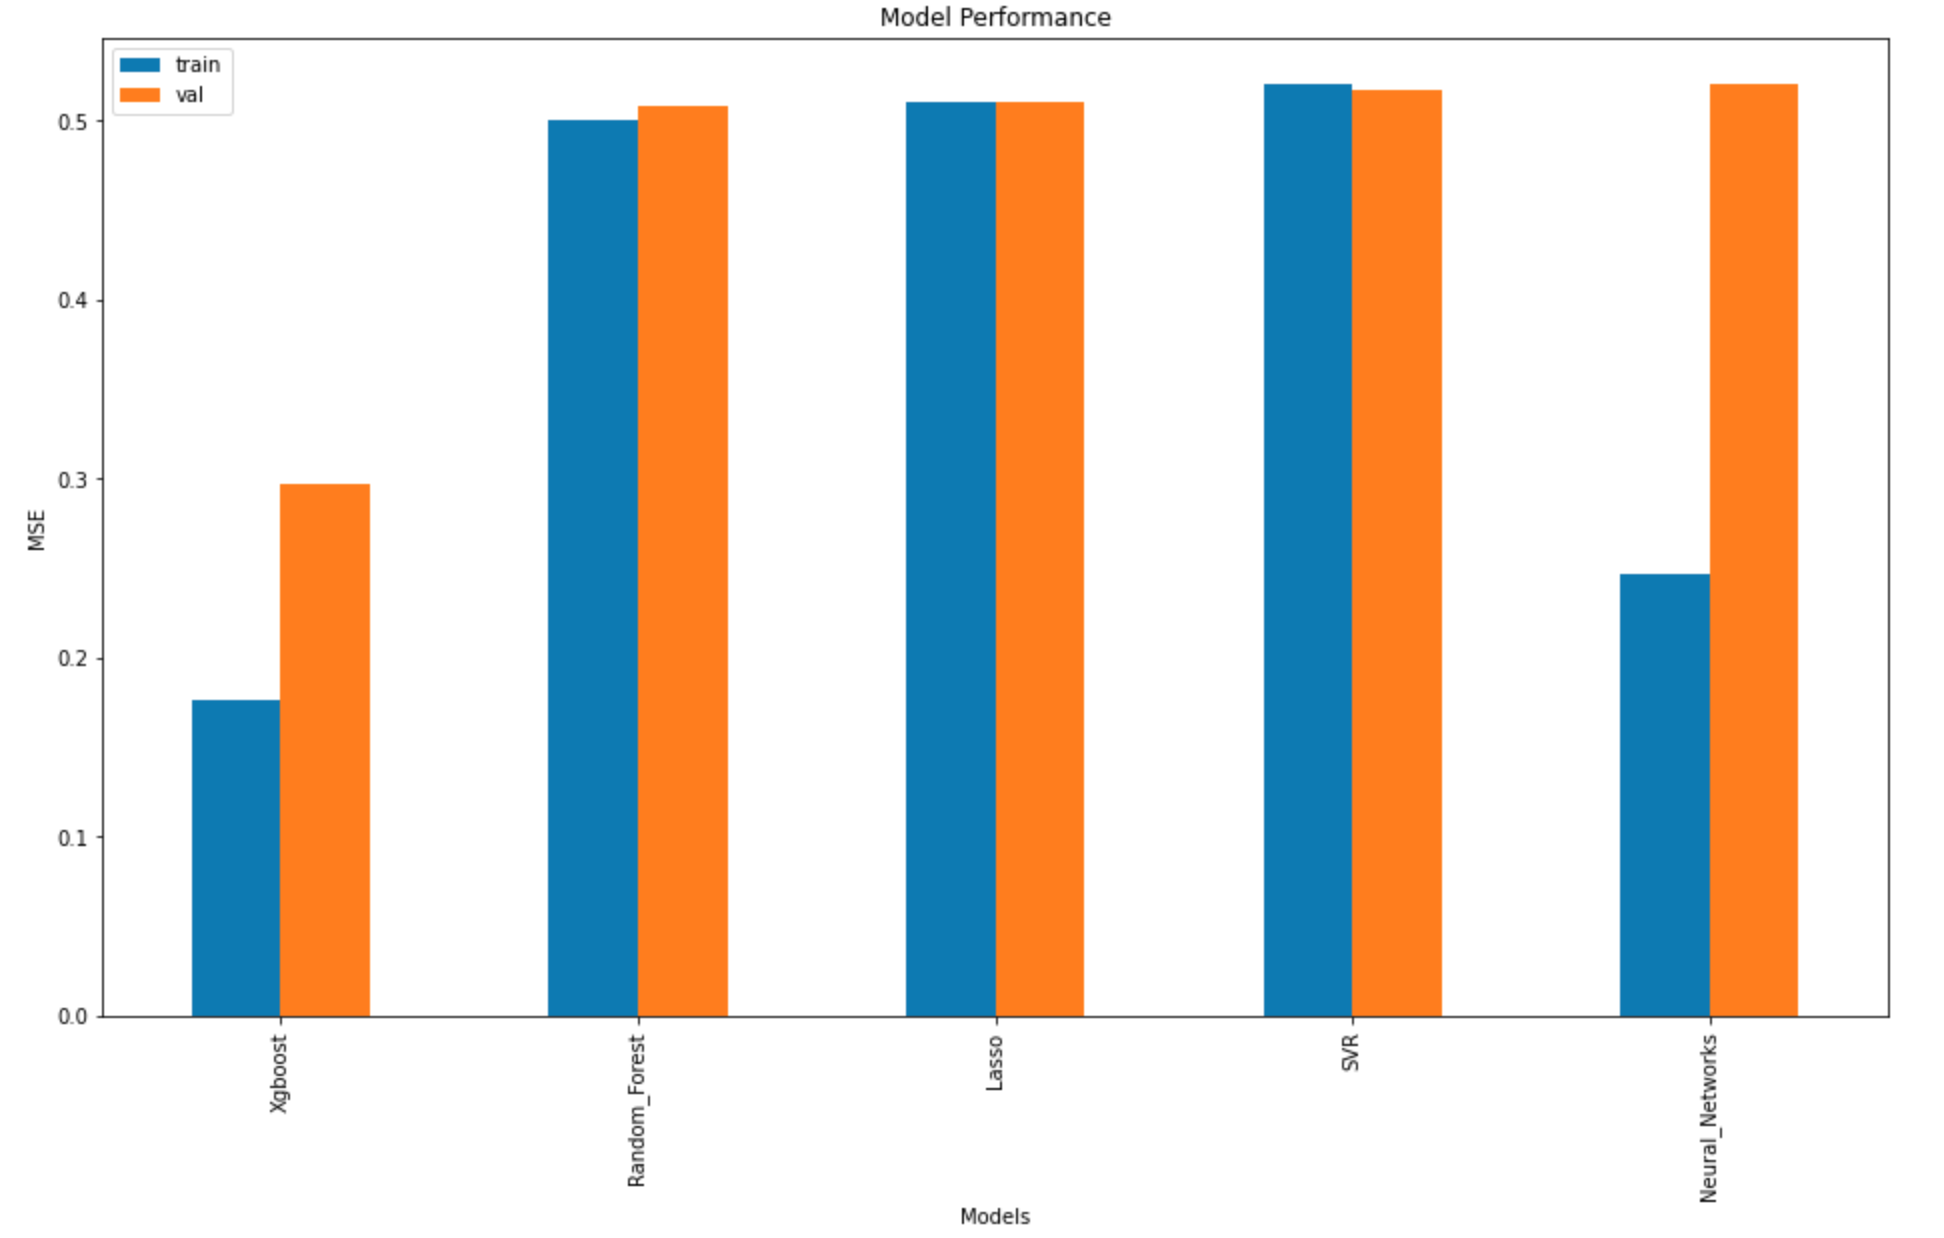 Model Performance
train
val
0.5
0.4
0.3
0.2
0.1
0.0
MSE
Xgboost
Random_Forest
Lasso
SVR
Neural_Networks
Models